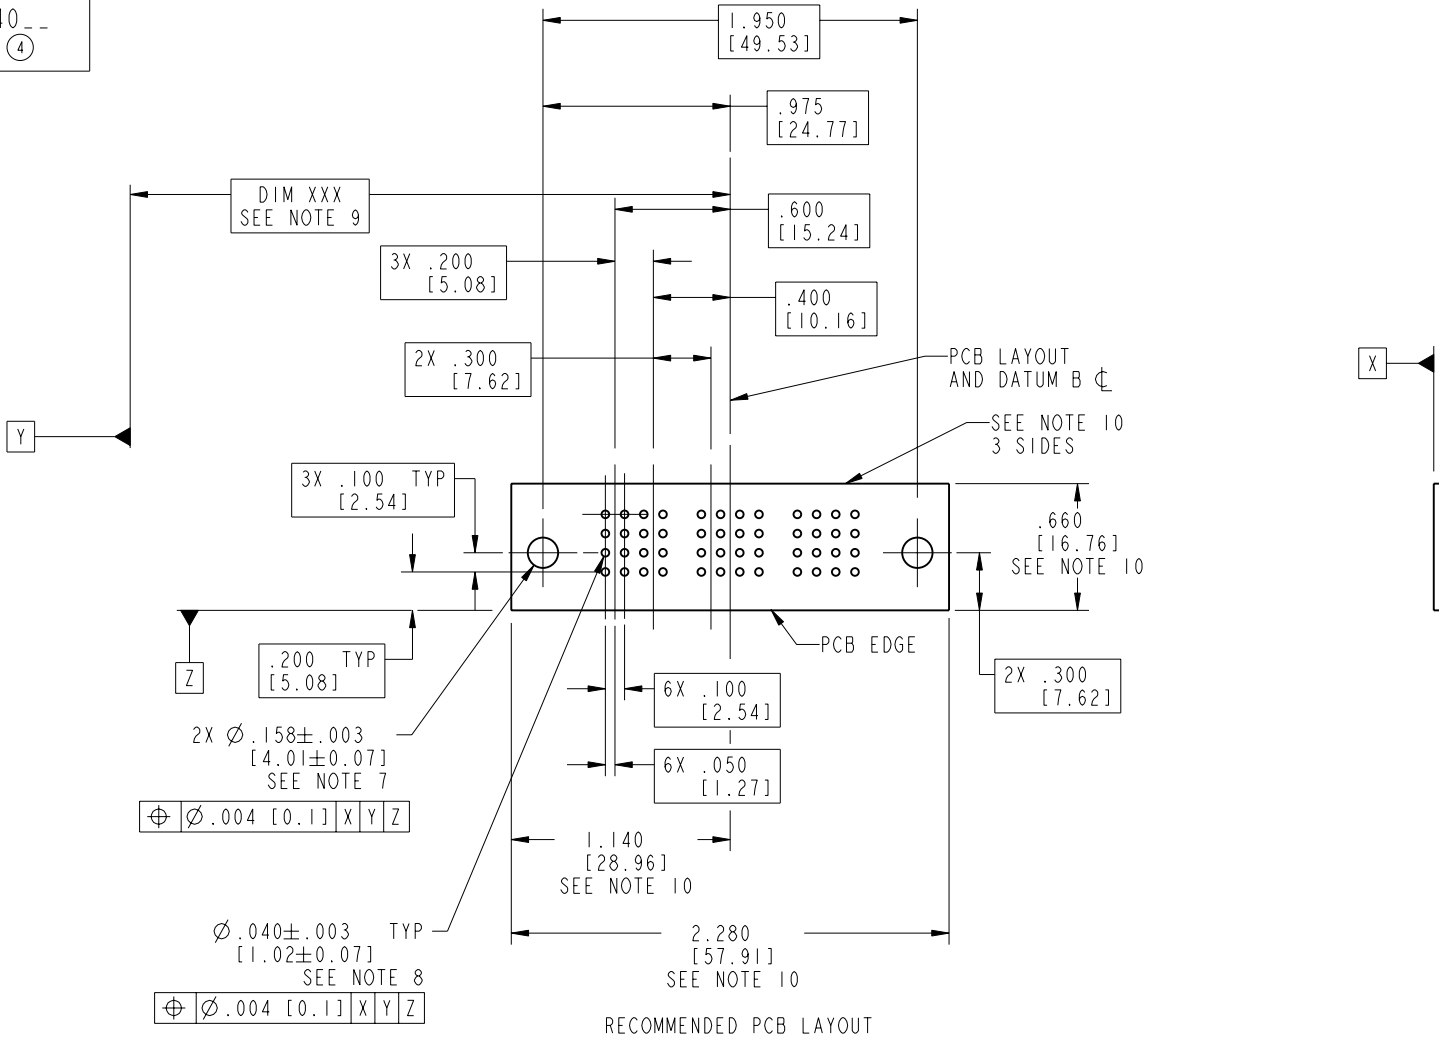 40__
4
1.950
[49.53]
.975
[24.77]
DIM XXX
SEE NOTE 9
.600
[15.24]
3X .200
[5.08]
.400
[10.16]
2X .300
[7.62]
PCB LAYOUT
AND DATUM B ℄
X
SEE NOTE 10
3 SIDES
Y
3X .100 TYP
[2.54]
.660
[16.76]
SEE NOTE 10
PCB EDGE
.200 TYP
[5.08]
Z
6X .100
[2.54]
2X .300
[7.62]
2X Ø.158±.003
[4.01±0.07]
SEE NOTE 7
⌖ Ø.004 [0.1] X Y Z
6X .050
[1.27]
1.140
[28.96]
SEE NOTE 10
Ø.040±.003 TYP
[1.02±0.07]
SEE NOTE 8
⌖ Ø.004 [0.1] X Y Z
2.280
[57.91]
SEE NOTE 10
RECOMMENDED PCB LAYOUT